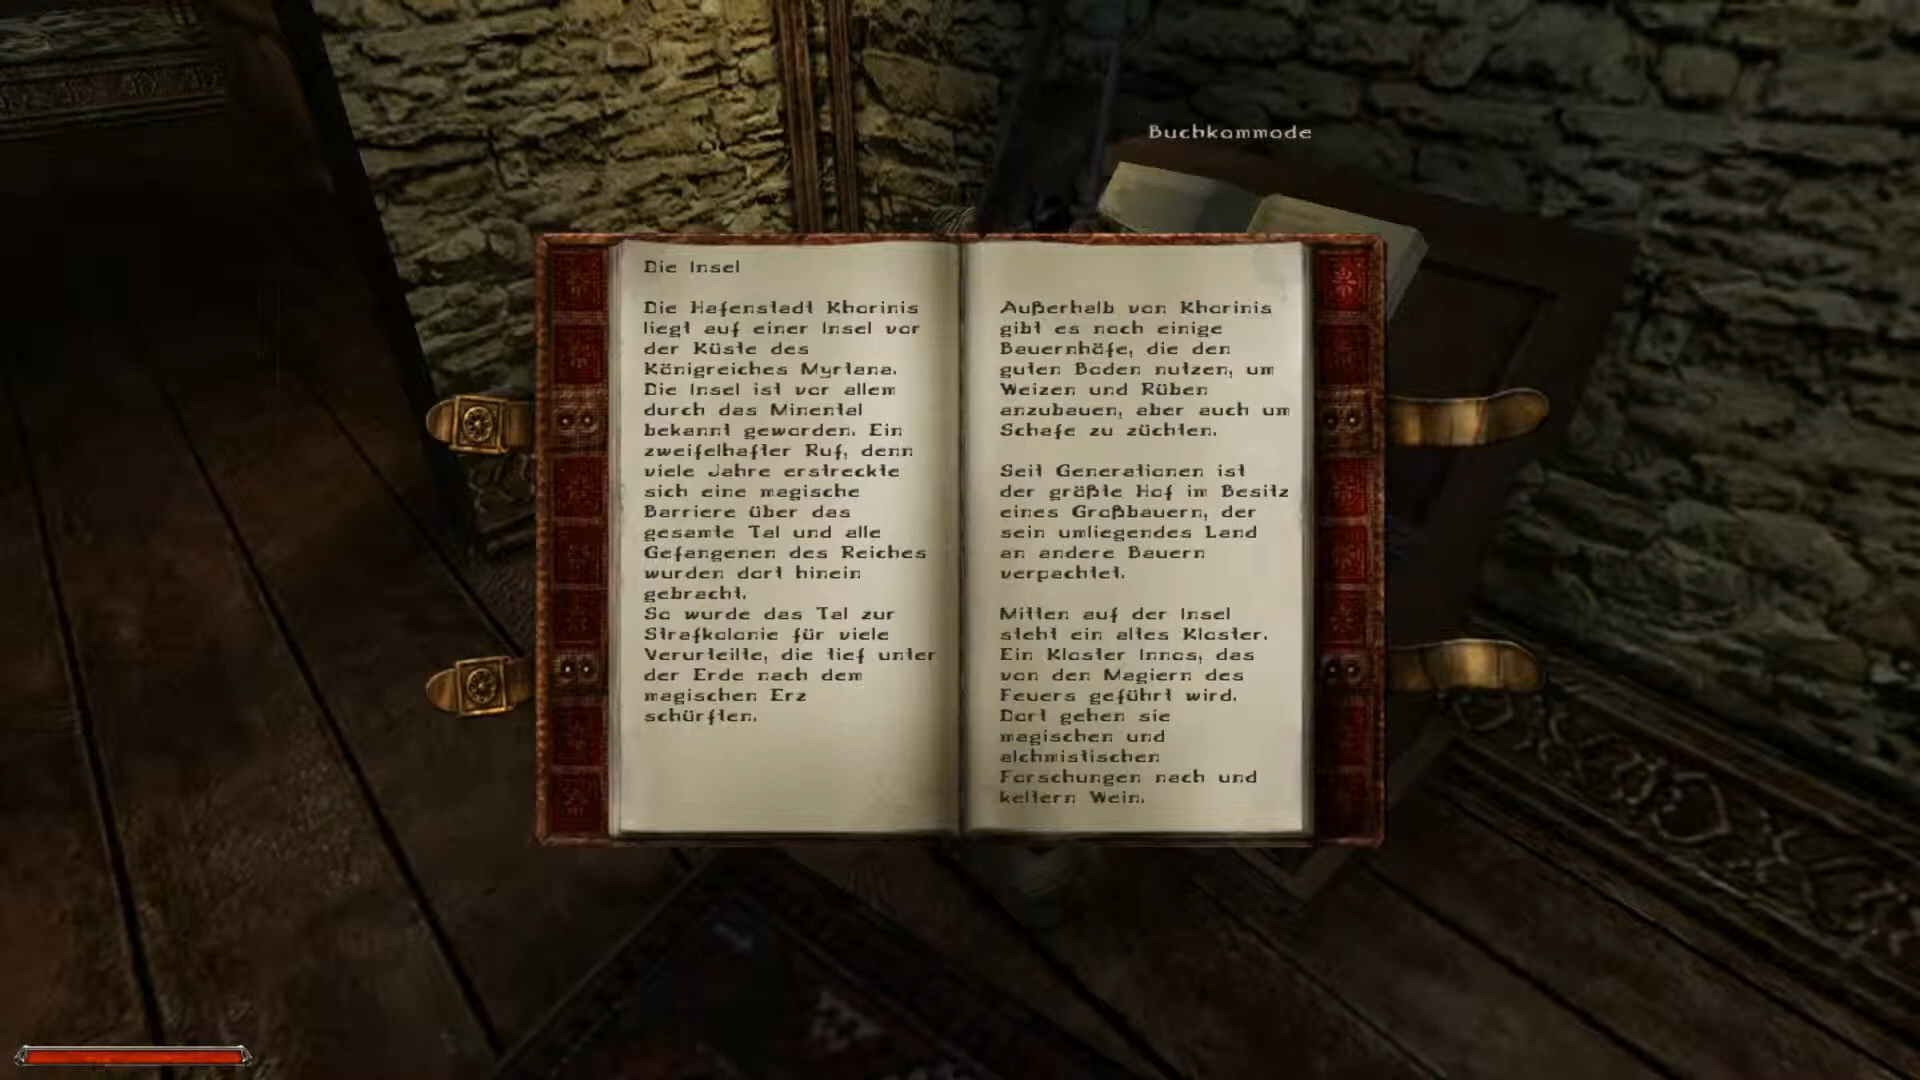 Buchkommode
Die Insel
Die Hafenstadt Khorinis
liegt auf einer Insel vor
der Küste des
Königreiches Myrtana.
Die Insel ist vor allem
durch das Minental
bekannt geworden. Ein
zweifelhafter Ruf, denn
viele Jahre erstreckte
sich eine magische
Barriere über das
gesamte Tal und alle
Gefangenen des Reiches
wurden dort hinein
gebracht.
So wurde das Tal zur
Strafkolonie für viele
Verurteilte, die tief unter
der Erde nach dem
magischen Erz
schürften.
Außerhalb von Khorinis
gibt es noch einige
Bauernhöfe, die den
guten Boden nutzen, um
Weizen und Rüben
anzubauen, aber auch um
Schafe zu züchten.
Seit Generationen ist
der größte Hof im Besitz
eines Großbauern, der
sein umliegendes Land
an andere Bauern
verpachtet.
Mitten auf der Insel
steht ein altes Kloster.
Ein Kloster Innos, das
von den Magiern des
Feuers geführt wird.
Dort gehen sie
magischen und
alchmistischen
Forschungen nach und
keltern Wein.